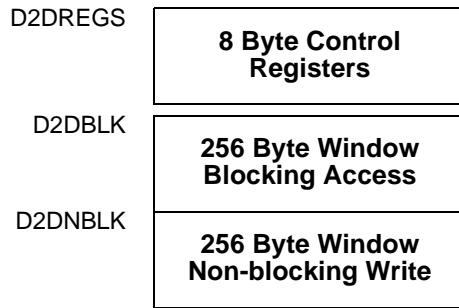 D2DREGS
8 Byte Control
Registers
D2DBLK
256 Byte Window
Blocking Access
D2DNBLK
256 Byte Window
Non-blocking Write